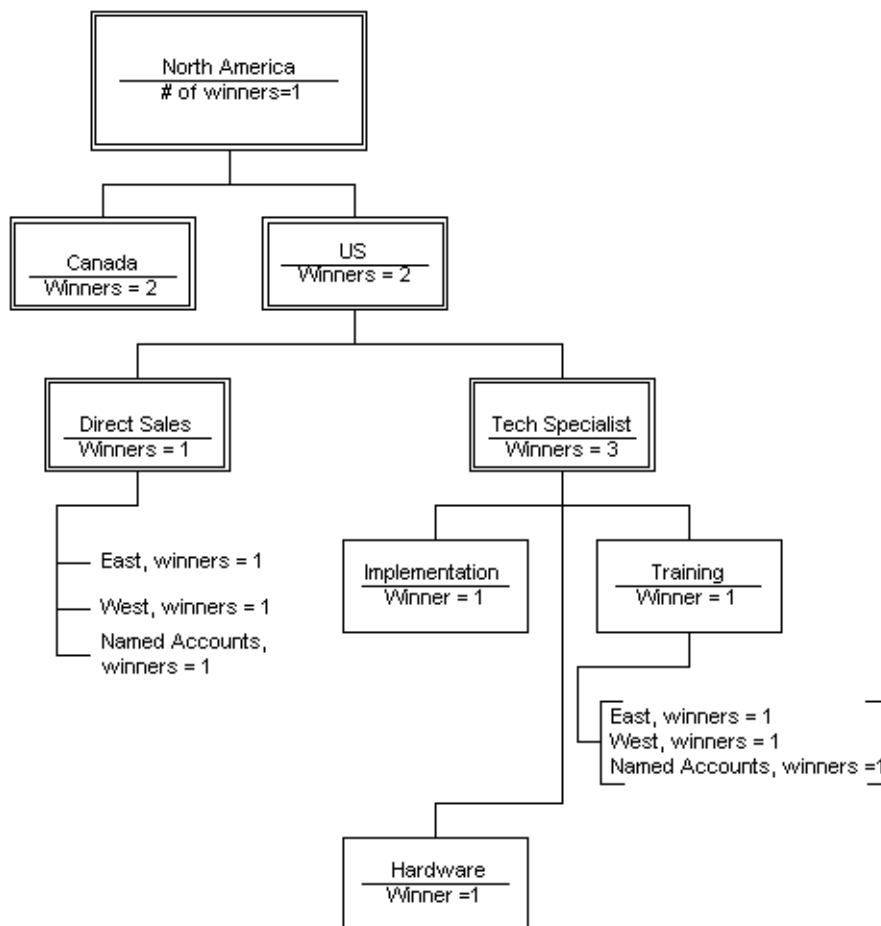 North America
# of winners=1
Canada
Winners = 2
US
Winners = 2
Direct Sales
Winners = 1
Tech Specialist
Winners = 3
East, winners = 1
West, winners = 1
Named Accounts,
winners = 1
Implementation
Winner = 1
Training
Winner = 1
East, winners = 1
West, winners = 1
Named Accounts, winners =1
Hardware
Winner =1